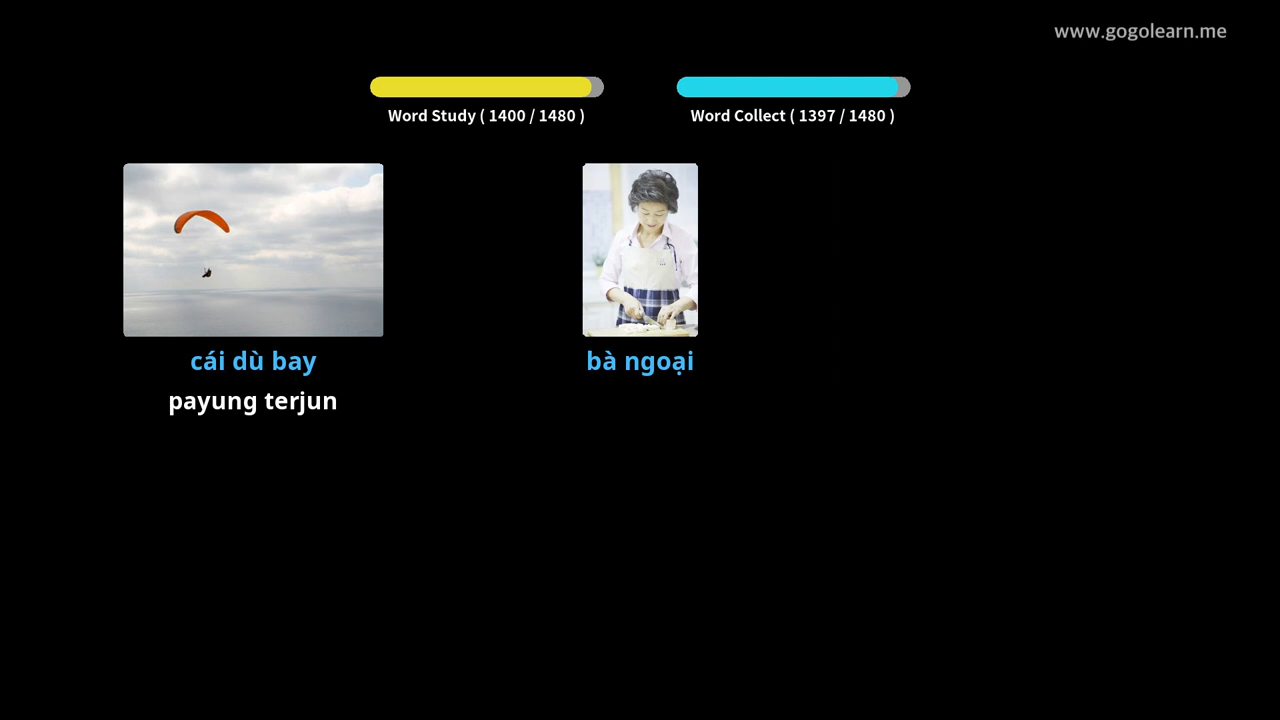 www.gogolearn.me
Word Study ( 1400 / 1480 )
Word Collect ( 1397 / 1480 )
cái dù bay
payung terjun
bà ngoại